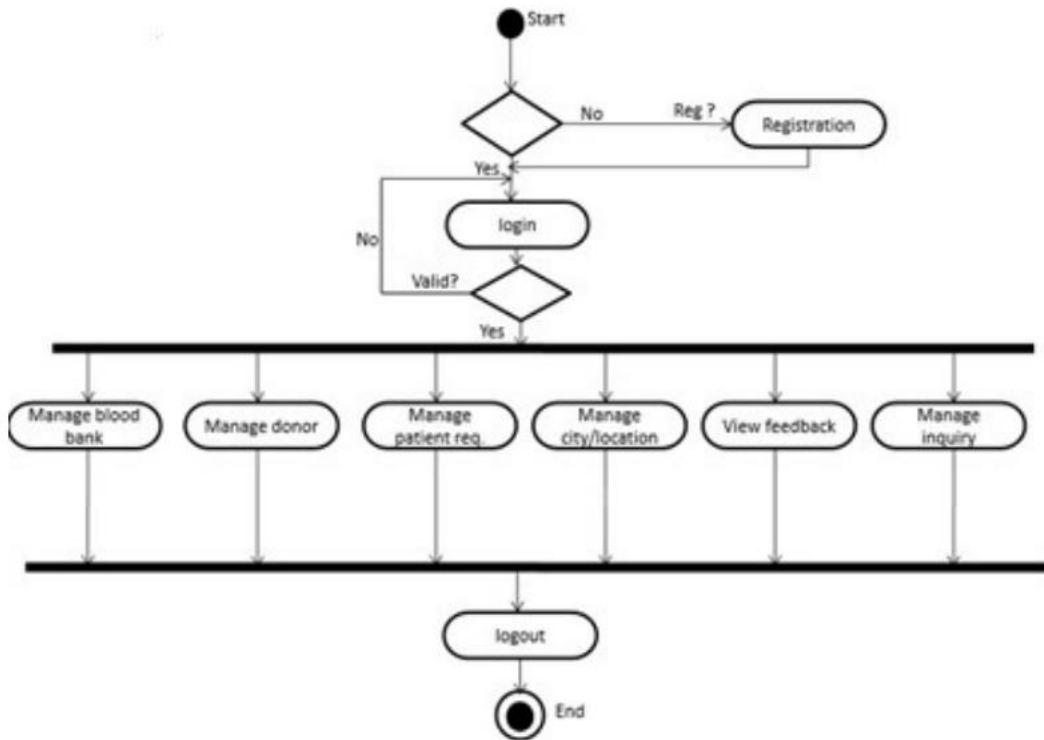 Start
No
Reg ?
Registration
Yes
login
No
Valid?
Yes
Manage blood
bank
Manage donor
Manage
patient req.
Manage
city/location
View feedback
Manage
inquiry
logout
End